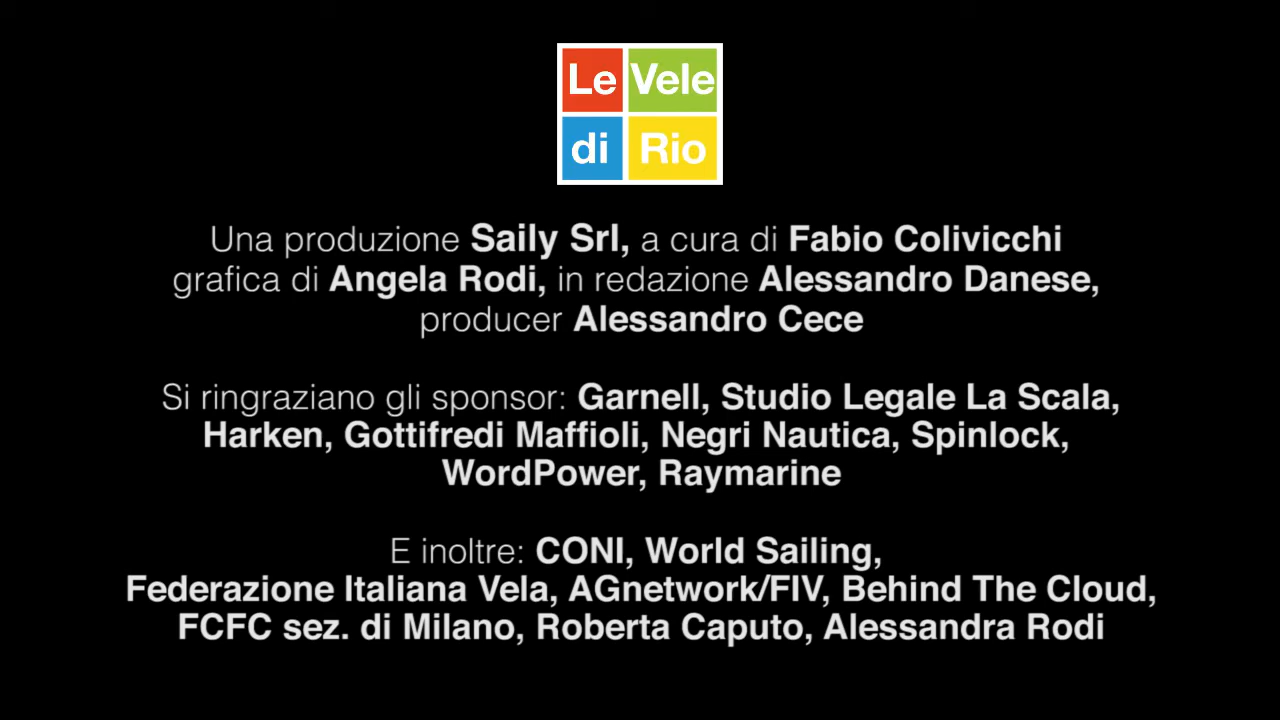 Le Vele
di Rio
Una produzione Saily Srl, a cura di Fabio Colivicchi
grafica di Angela Rodi, in redazione Alessandro Danese,
producer Alessandro Cece
Si ringraziano gli sponsor: Garnell, Studio Legale La Scala,
Harken, Gottifredi Maffioli, Negri Nautica, Spinlock,
WordPower, Raymarine
E inoltre: CONI, World Sailing,
Federazione Italiana Vela, AGnetwork/FIV, Behind The Cloud,
FCFC sez. di Milano, Roberta Caputo, Alessandra Rodi